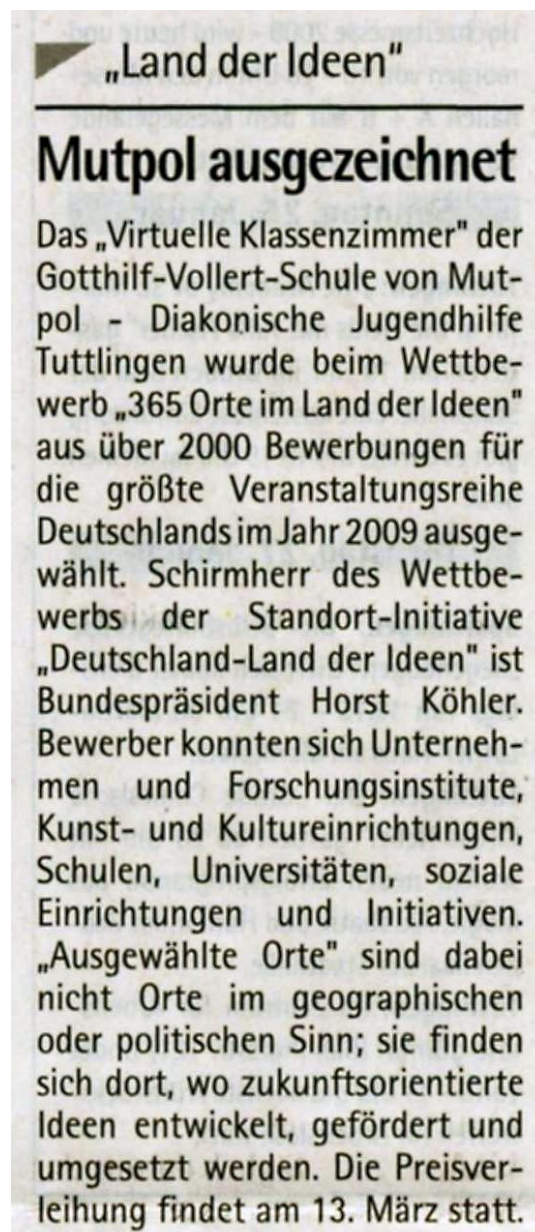 „Land der Ideen“
Mutpol ausgezeichnet
Das „Virtuelle Klassenzimmer" der
Gotthilf-Vollert-Schule von Mut-
pol – Diakonische Jugendhilfe
Tuttlingen wurde beim Wettbe-
werb „365 Orte im Land der Ideen"
aus über 2000 Bewerbungen für
die größte Veranstaltungsreihe
Deutschlands im Jahr 2009 ausge-
wählt. Schirmherr des Wettbe-
werbs der Standort-Initiative
„Deutschland-Land der Ideen" ist
Bundespräsident Horst Köhler.
Bewerber konnten sich Unterneh-
men und Forschungsinstitute,
Kunst- und Kultureinrichtungen,
Schulen, Universitäten, soziale
Einrichtungen und Initiativen.
„Ausgewählte Orte" sind dabei
nicht Orte im geographischen
oder politischen Sinn; sie finden
sich dort, wo zukunftsorientierte
Ideen entwickelt, gefördert und
umgesetzt werden. Die Preisver-
leihung findet am 13. März statt.